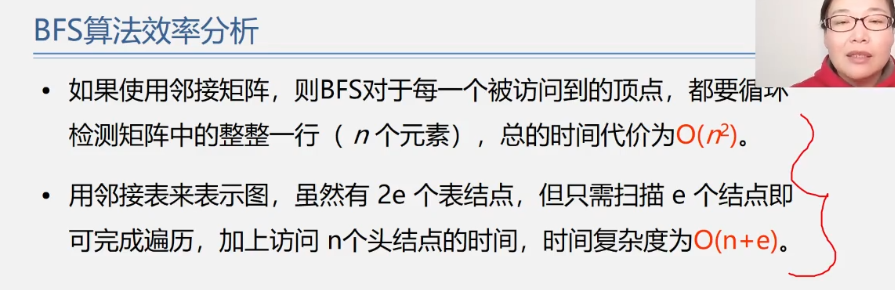 BFS算法效率分析
• 如果使用邻接矩阵，则BFS对于每一个被访问到的顶点，都要循环
检测矩阵中的整整一行（ n 个元素），总的时间代价为O(n²)。
• 用邻接表来表示图，虽然有 2e 个表结点，但只需扫描 e 个结点即
可完成遍历，加上访问 n个头结点的时间，时间复杂度为O(n+e)。